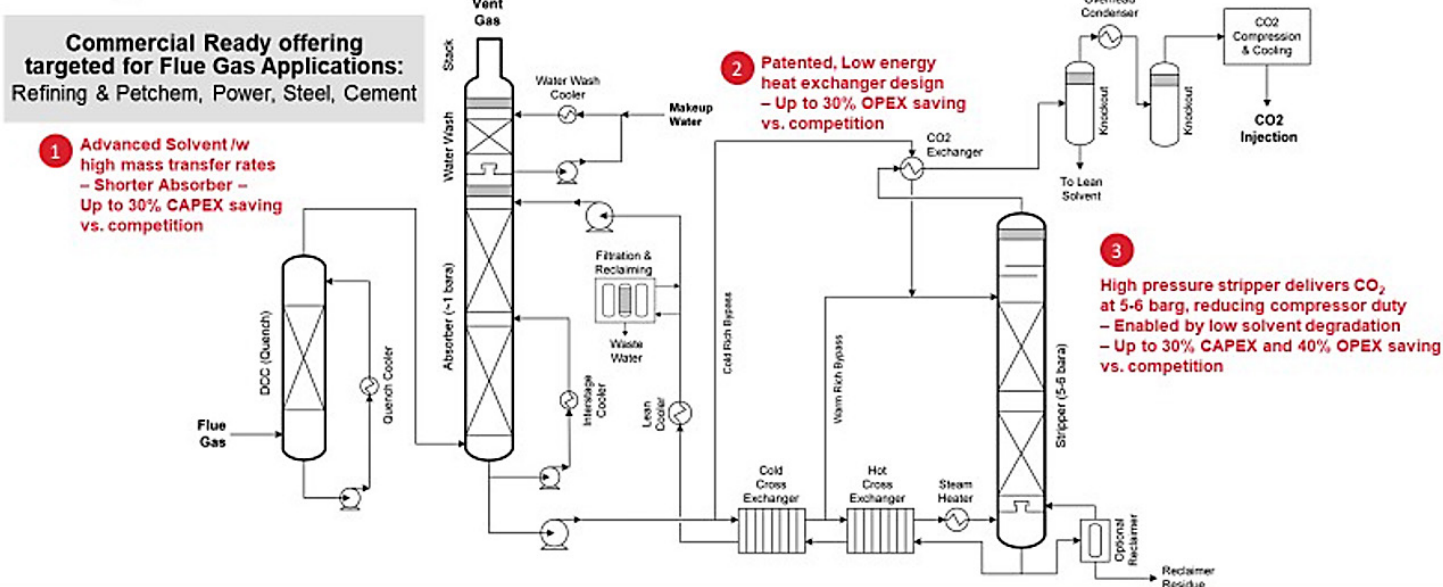 Commercial Ready offering
targeted for Flue Gas Applications:
Refining & Petchem, Power, Steel, Cement
1
Advanced Solvent /w
high mass transfer rates
– Shorter Absorber –
Up to 30% CAPEX saving
vs. competition
Vent
Gas
Stack
Water Wash
Cooler
Makeup
Water
Water Wash
Absorber (~1 bara)
2
Patented, Low energy
heat exchanger design
– Up to 30% OPEX saving
vs. competition
CO2
Exchanger
Overhead
Condenser
Knockout
Knockout
CO2
Compression
& Cooling
CO2
Injection
To Lean
Solvent
3
High pressure stripper delivers CO2
at 5-6 barg, reducing compressor duty
– Enabled by low solvent degradation
– Up to 30% CAPEX and 40% OPEX saving
vs. competition
DCC (Quench)
Quench Cooler
Flue
Gas
Filtration &
Reclaiming
Waste
Water
Interstage
Cooler
Lean
Cooler
Cold Rich Bypass
Warm Rich Bypass
Stripper (5-6 bara)
Cold
Cross
Exchanger
Hot
Cross
Exchanger
Steam
Heater
Optional
Reclaimer
Reclaimer
Residue